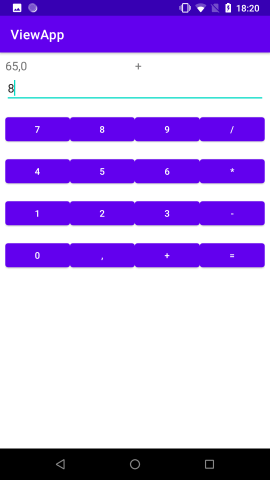 18:20
ViewApp
65,0 +
8
7 8 9 /
4 5 6 *
1 2 3 -
0 , + =